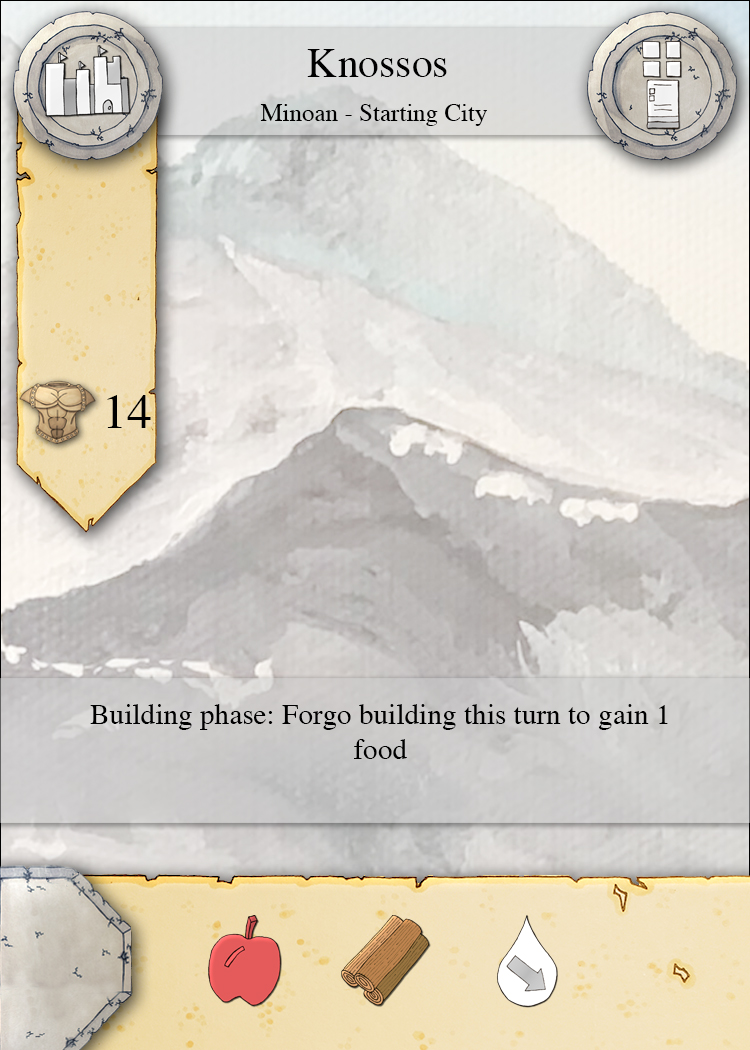 Knossos
Minoan - Starting City
14
Building phase: Forgo building this turn to gain 1
food